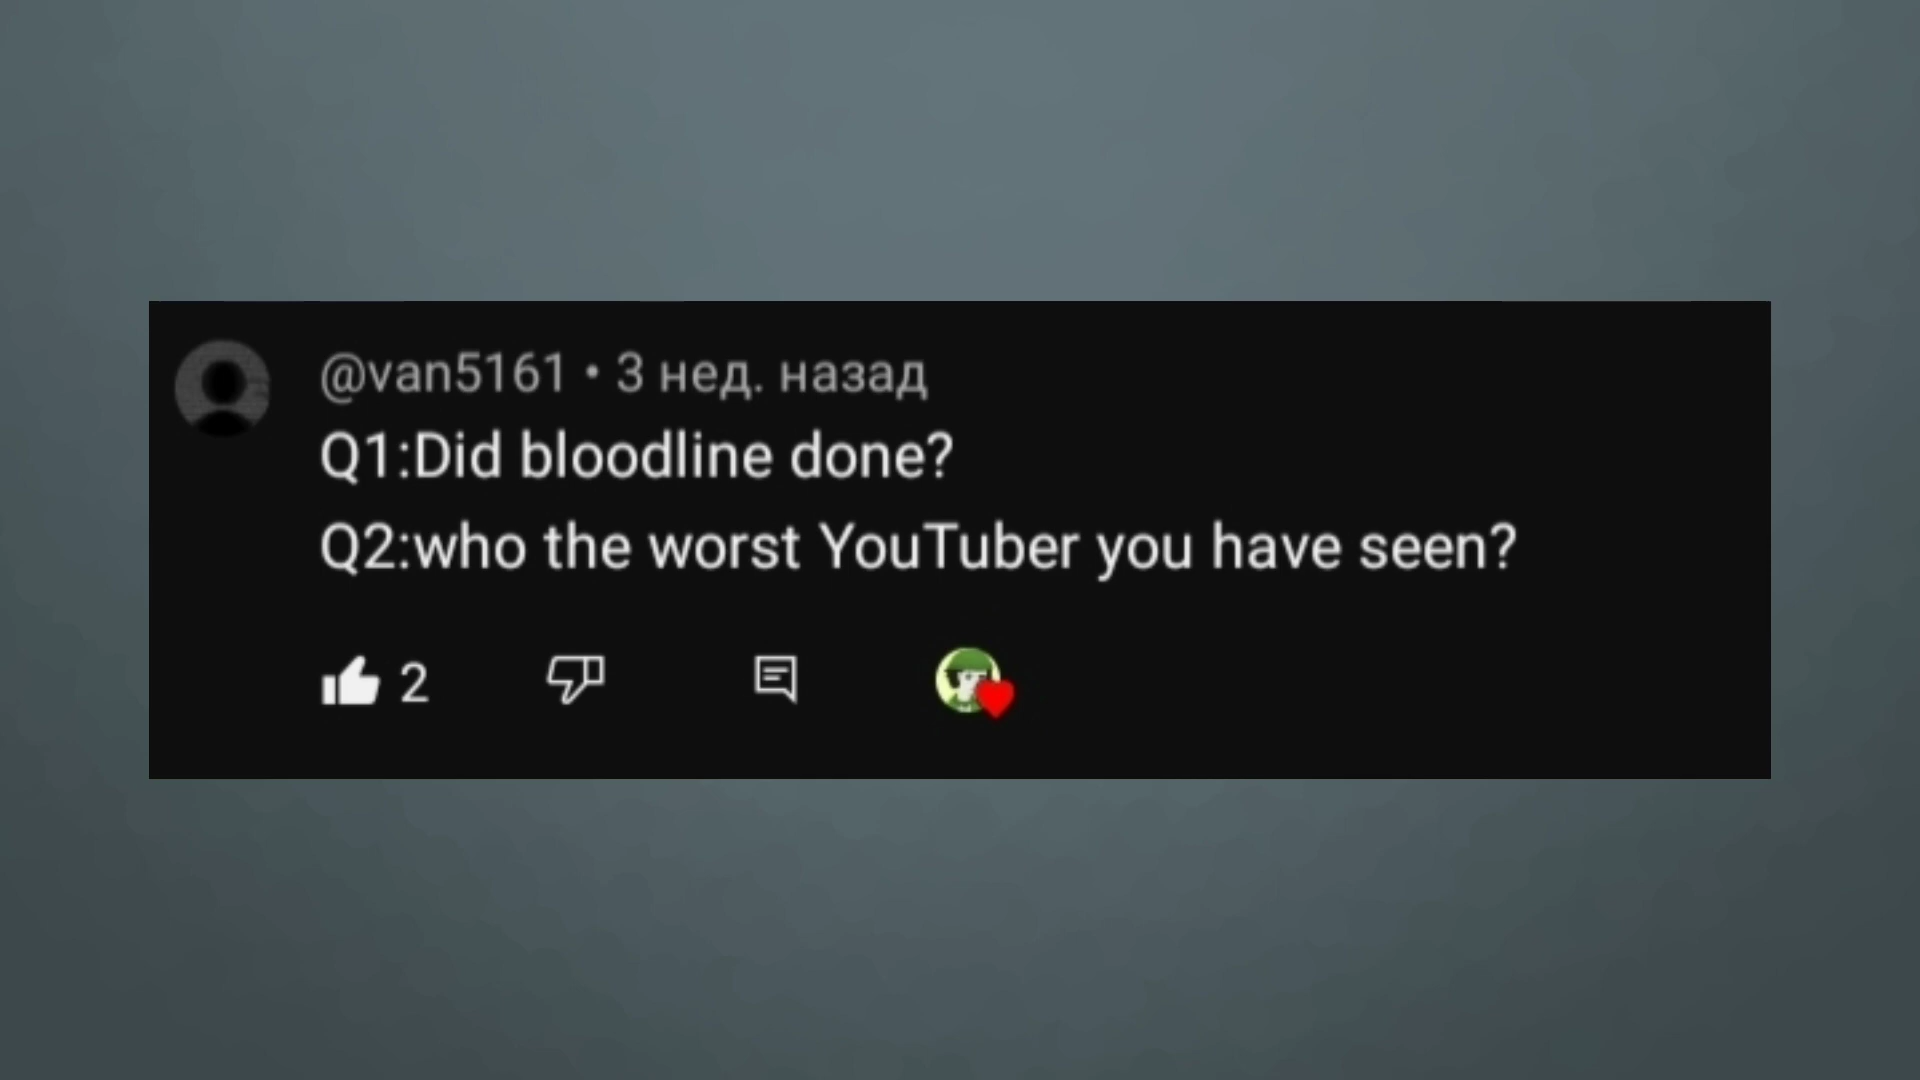 @van5161 • 3 нед. назад
Q1:Did bloodline done?
Q2:who the worst YouTuber you have seen?
2